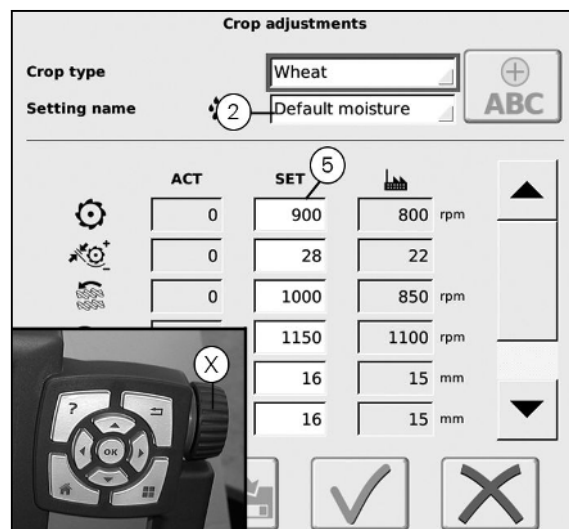 Crop adjustments
Crop type Wheat
Setting name 2 Default moisture
ABC
5
ACT SET
0 900 800 rpm
0 28 22
0 1000 850 rpm
1150 1100 rpm
16 15 mm
16 15 mm
X
?
OK